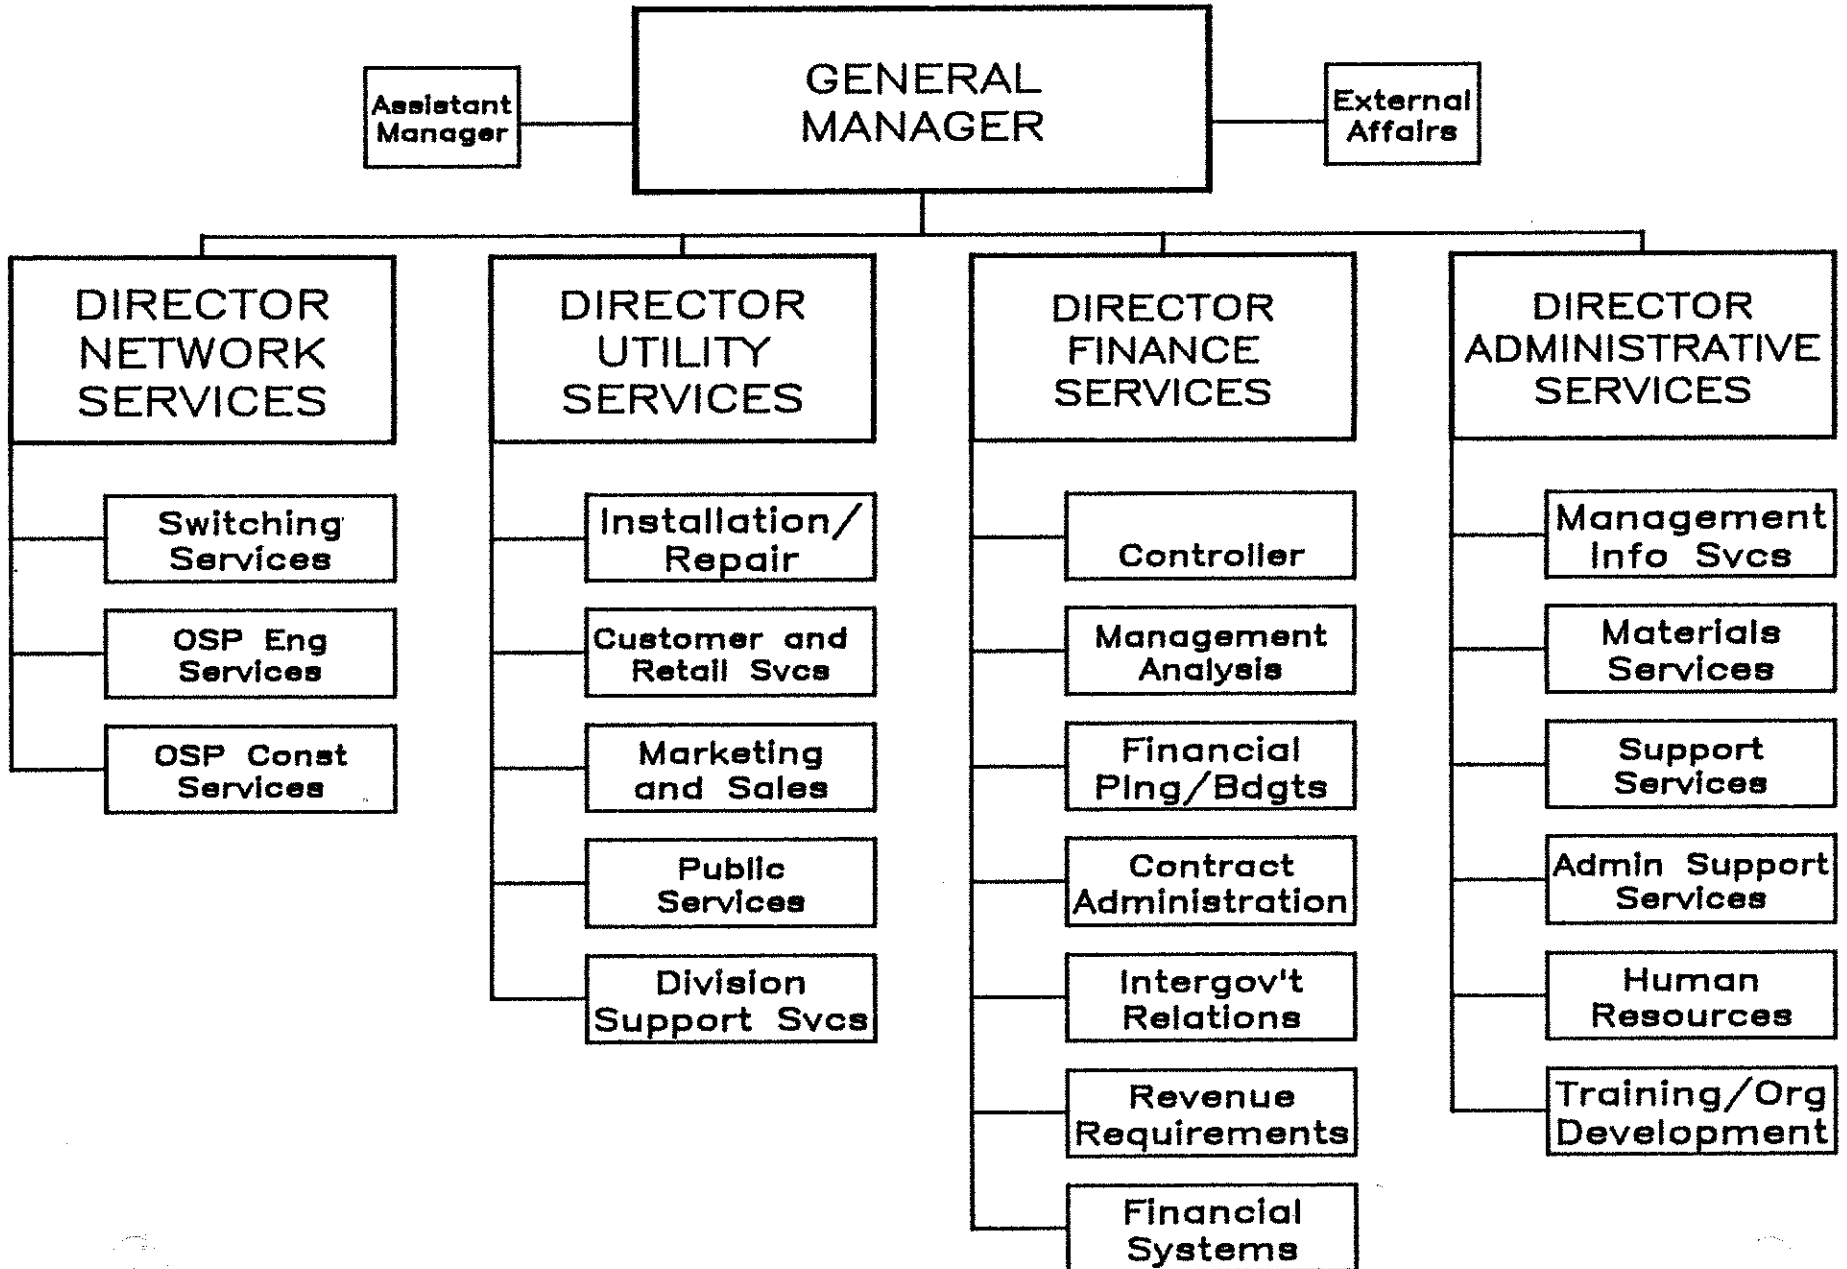 GENERAL
MANAGER
Assistant
Manager
External
Affairs
DIRECTOR
NETWORK
SERVICES
Switching
Services
OSP Eng
Services
OSP Const
Services
DIRECTOR
UTILITY
SERVICES
Installation/
Repair
Customer and
Retail Svcs
Marketing
and Sales
Public
Services
Division
Support Svcs
DIRECTOR
FINANCE
SERVICES
Controller
Management
Analysis
Financial
Plng/Bdgts
Contract
Administration
Intergov't
Relations
Revenue
Requirements
Financial
Systems
DIRECTOR
ADMINISTRATIVE
SERVICES
Management
Info Svcs
Materials
Services
Support
Services
Admin Support
Services
Human
Resources
Training/Org
Development